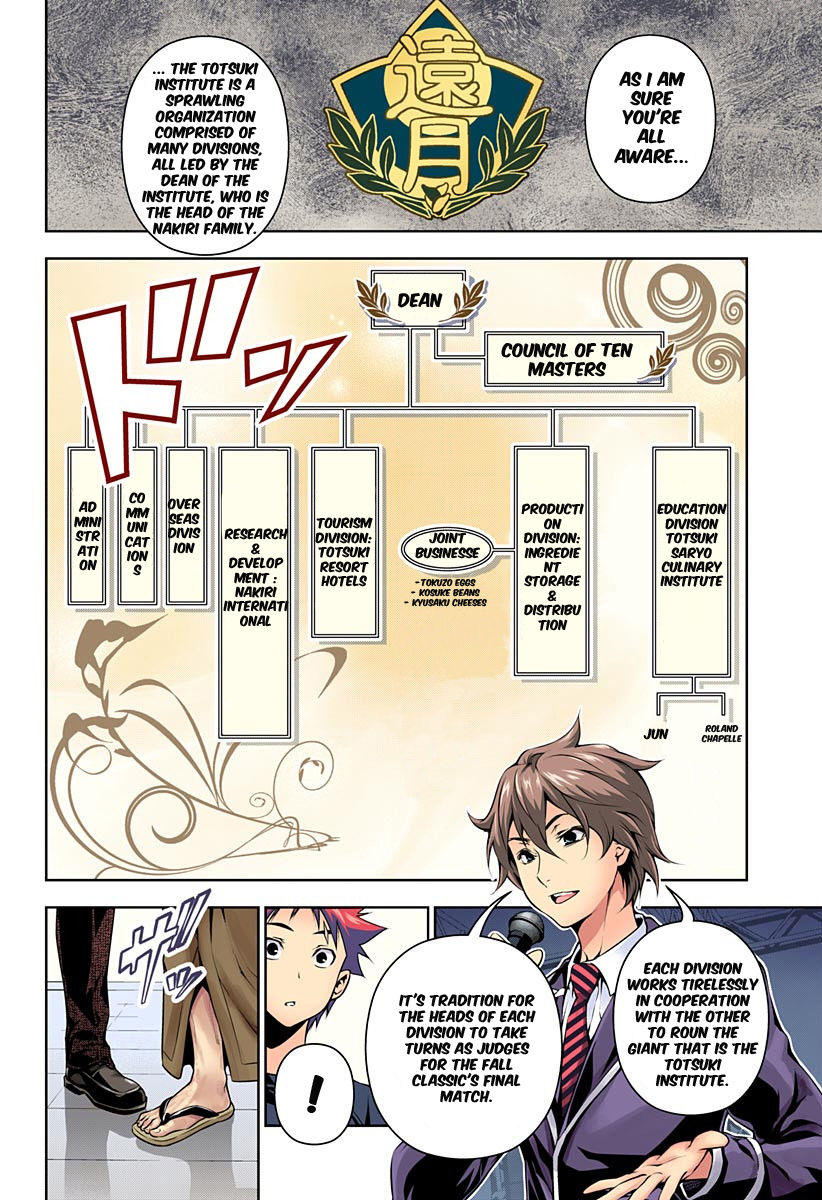 AS I AM
SURE
YOU'RE
ALL
AWARE...
... THE TOTSUKI
INSTITUTE IS A
SPRAWLING
ORGANIZATION
COMPRISED OF
MANY DIVISIONS,
ALL LED BY THE
DEAN OF THE
INSTITUTE, WHO IS
THE HEAD OF THE
NAKIRI FAMILY.
遠
月
ドドン
DEAN
COUNCIL OF TEN
MASTERS
AD
MINI
STR
ATION
CO
MM
UNI
CATION
S
OVER
SEAS DIVIS
ION
RESEARCH
&
DEVELOP
MENT :
NAKIRI
INTERNATI
ONAL
TOURISM
DIVISION:
TOTSUKI
RESORT
HOTELS
JOINT
BUSINESSE
-TOKUZO EGGS
- KOSUKE BEANS
- KYUSAKU CHEESES
PRODUCTI
ON
DIVISION:
INGREDIE
NT
STORAGE
&
DISTRIBU
TION
EDUCATION
DIVISION
TOTSUKI
SARYO
CULINARY
INSTITUTE
JUN
ROLAND
CHAPELLE
EACH DIVISION
WORKS TIRELESSLY
IN COOPERATION
WITH THE OTHER
TO ROUN THE
GIANT THAT IS THE
TOTSUKI
INSTITUTE.
IT'S TRADITION FOR
THE HEADS OF EACH
DIVISION TO TAKE
TURNS AS JUDGES
FOR THE FALL
CLASSIC'S FINAL
MATCH.
!
ザッ